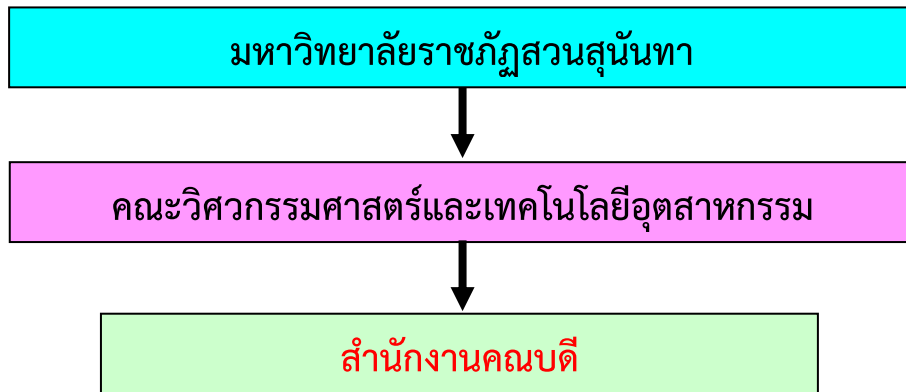 มหาวิทยาลัยราชภัฏสวนสุนันทา
คณะวิศวกรรมศาสตร์และเทคโนโลยีอุตสาหกรรม
สำนักงานคณบดี